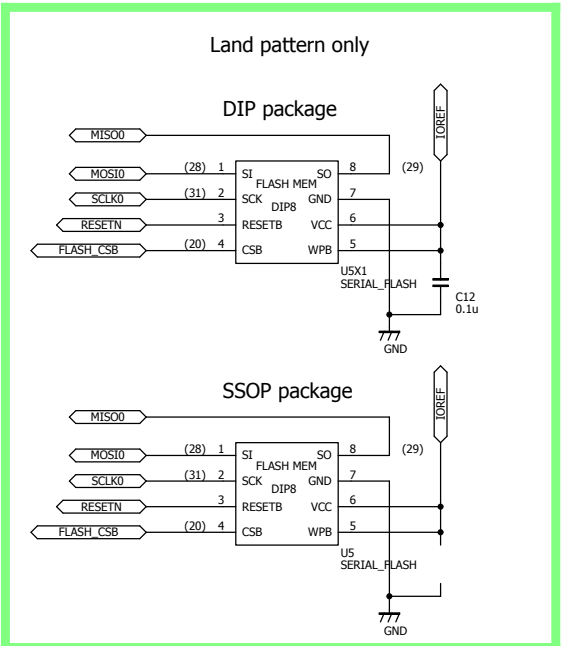 Land pattern only
DIP package
IOREF
MISO0
MOSI0 (28) 1 SI SO 8 (29)
FLASH MEM
SCLK0 (31) 2 SCK GND 7
DIP8
RESETN 3 RESETB VCC 6
FLASH_CSB (20) 4 CSB WPB 5
U5X1
SERIAL_FLASH
C12
0.1u
GND
SSOP package
IOREF
MISO0
MOSI0 (28) 1 SI SO 8 (29)
FLASH MEM
SCLK0 (31) 2 SCK GND 7
DIP8
RESETN 3 RESETB VCC 6
FLASH_CSB (20) 4 CSB WPB 5
U5
SERIAL_FLASH
GND